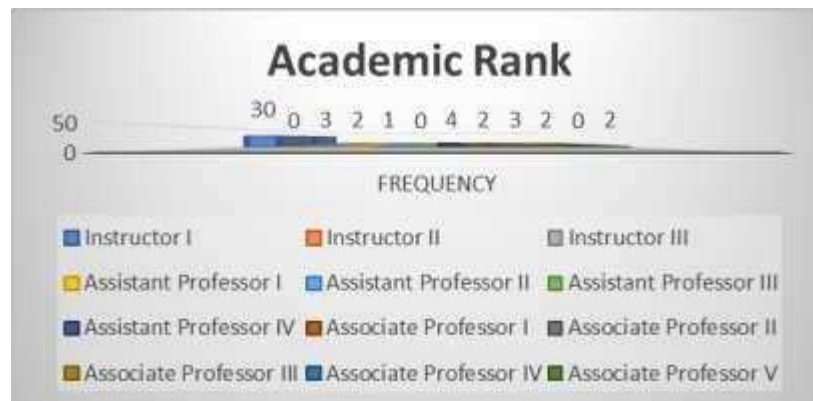 Academic Rank
50
30 0 3 2 1 0 4 2 3 2 0 2
0
FREQUENCY
Instructor I Instructor II Instructor III
Assistant Professor I Assistant Professor II Assistant Professor III
Assistant Professor IV Associate Professor I Associate Professor II
Associate Professor III Associate Professor IV Associate Professor V